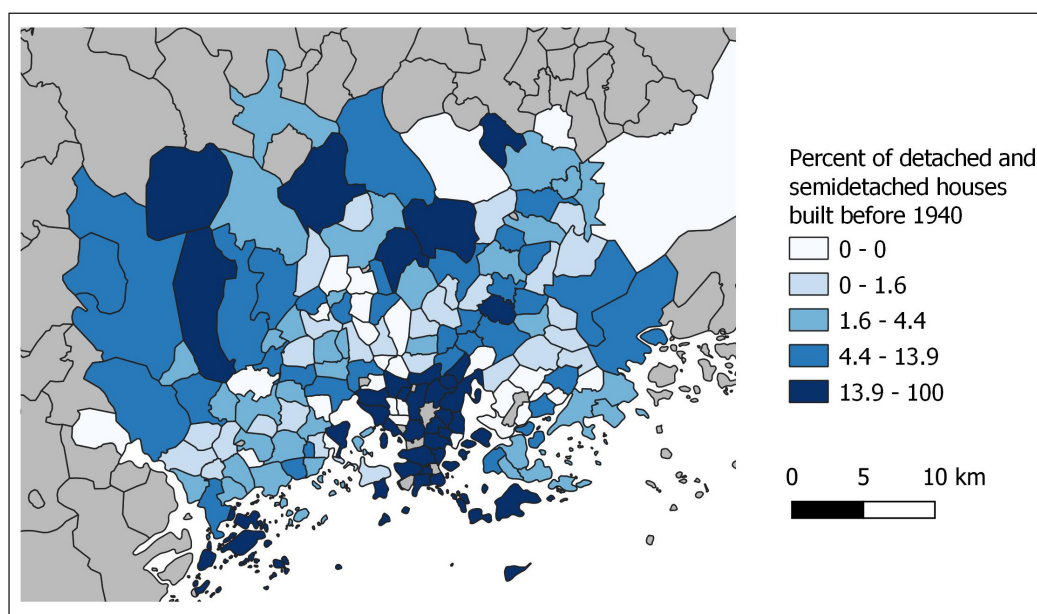 Percent of detached and
semidetached houses
built before 1940
0 - 0
0 - 1.6
1.6 - 4.4
4.4 - 13.9
13.9 - 100
0 5 10 km